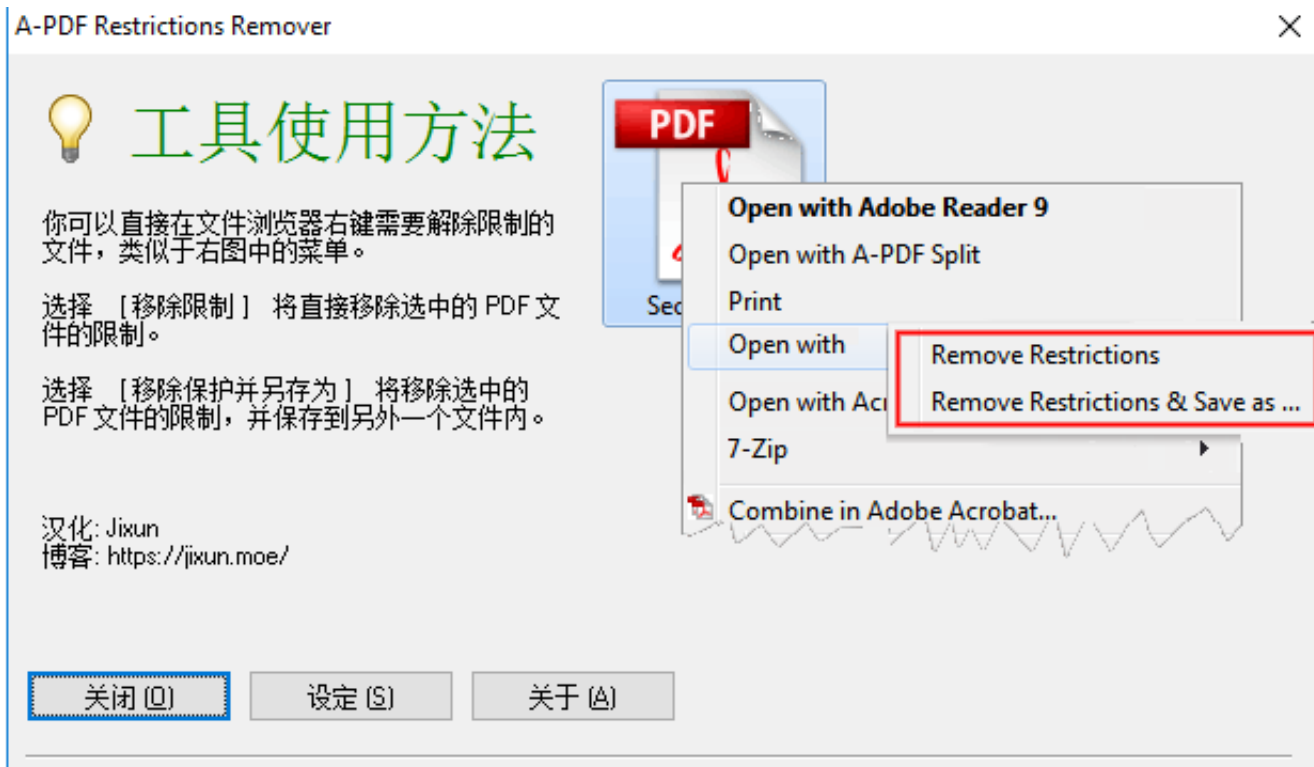 A-PDF Restrictions Remover
工具使用方法
你可以直接在文件浏览器右键需要解除限制的
文件，类似于右图中的菜单。
选择 [移除限制] 将直接移除选中的 PDF 文
件的限制。
选择 [移除保护并另存为] 将移除选中的
PDF 文件的限制，并保存到另外一个文件内。
汉化: Jixun
博客: https://jixun.moe/
PDF
Sec
Open with Adobe Reader 9
Open with A-PDF Split
Print
Open with
Remove Restrictions
Open with Acr
Remove Restrictions & Save as ...
7-Zip
Combine in Adobe Acrobat...
关闭 (O)
设定 (S)
关于 (A)